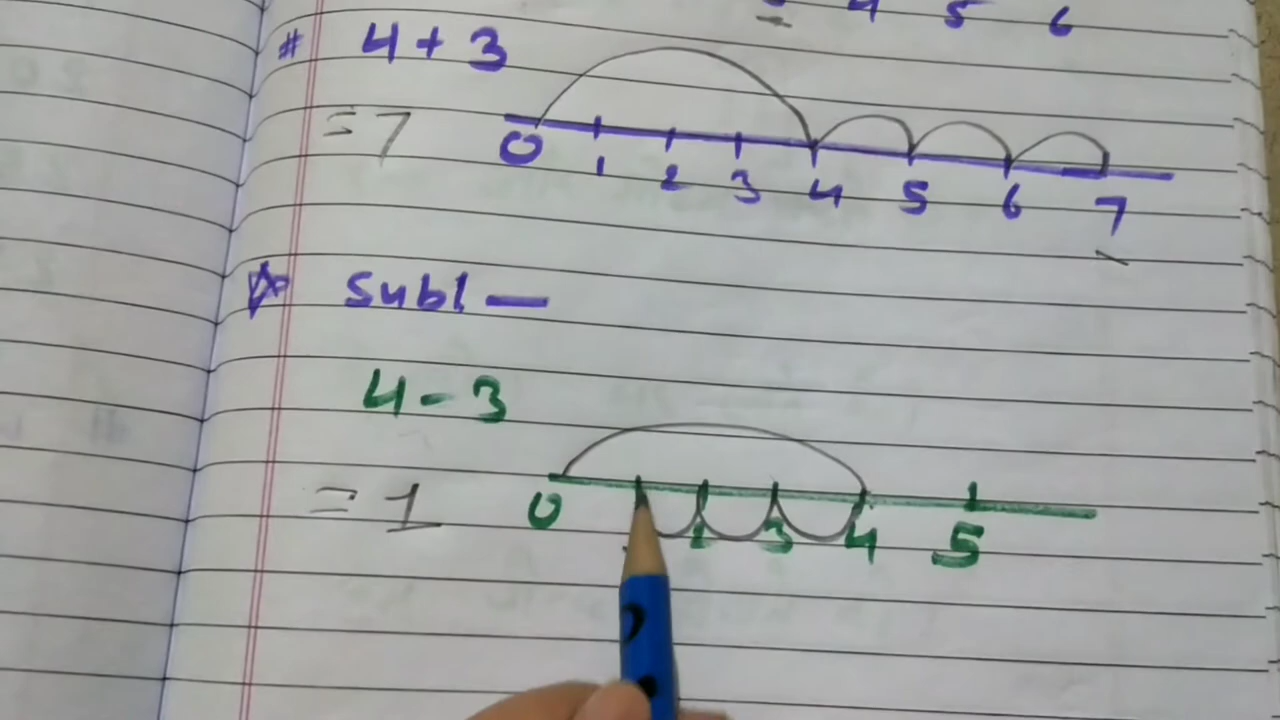 4 5 6
# 4 + 3
= 7
0 1 2 3 4 5 6 7
Subl —
4 - 3
= 1
0 2 3 4 5